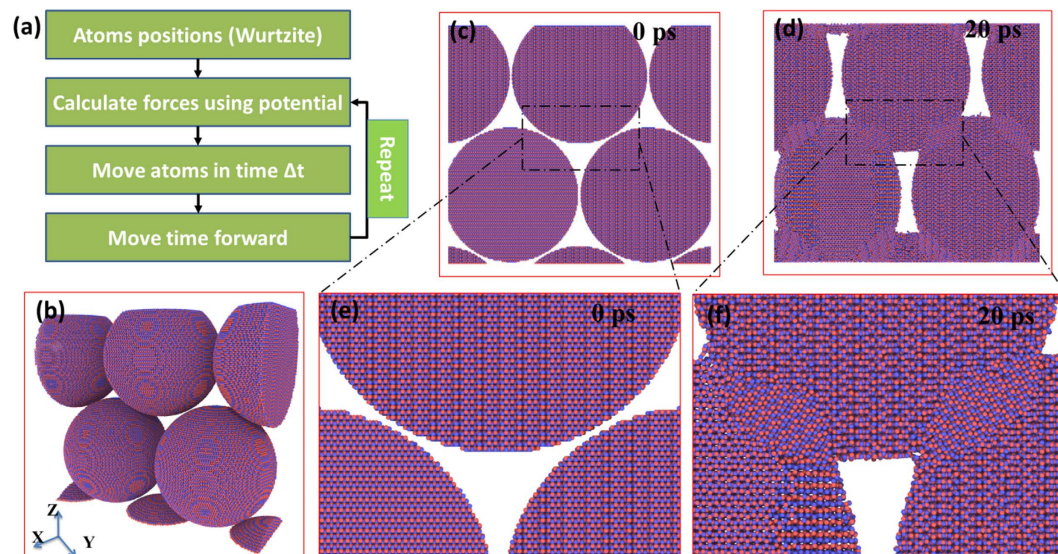 (a)
Atoms positions (Wurtzite)
Calculate forces using potential
Move atoms in time Δt
Move time forward
Repeat
(b)
Z
X
Y
(c)
0 ps
(d)
20 ps
(e)
0 ps
(f)
20 ps